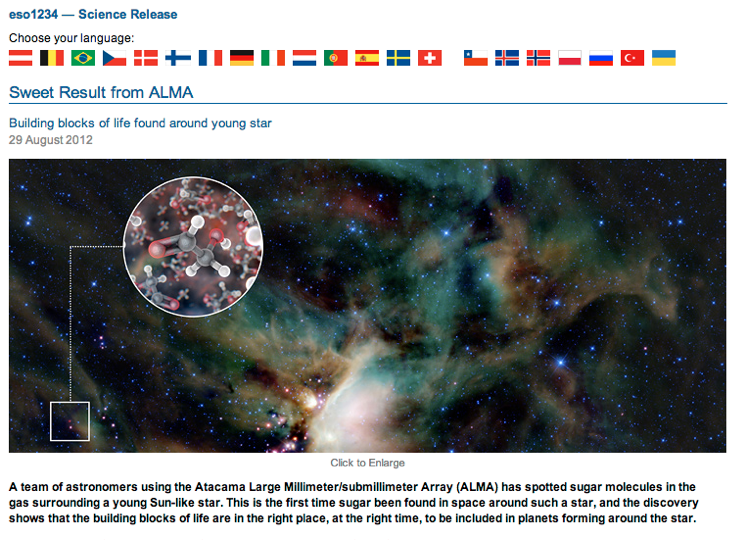 eso1234 — Science Release
Choose your language:
Sweet Result from ALMA
Building blocks of life found around young star
29 August 2012
Click to Enlarge
A team of astronomers using the Atacama Large Millimeter/submillimeter Array (ALMA) has spotted sugar molecules in the
gas surrounding a young Sun-like star. This is the first time sugar been found in space around such a star, and the discovery
shows that the building blocks of life are in the right place, at the right time, to be included in planets forming around the star.